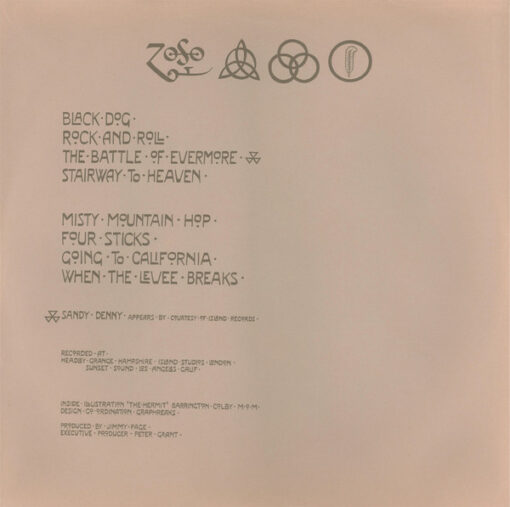 ZoSo
BLACK · DOG ·
ROCK · AND · ROLL ·
THE · BATTLE · OF · EVERMORE ·
STAIRWAY · TO · HEAVEN ·
MISTY · MOUNTAIN · HOP ·
FOUR · STICKS ·
GOING · TO · CALIFORNIA ·
WHEN · THE · LEVEE · BREAKS ·
SANDY · DENNY · APPEARS · BY · COURTESY · OF · ISLAND · RECORDS ·
RECORDED · AT ·
HEADLY · GRANGE · HAMPSHIRE · ISLAND · STUDIOS · LONDON ·
SUNSET · SOUND · LOS · ANGELES · CALIF ·
INSIDE · ILLUSTRATION "THE · HERMIT" BARRINGTON · COLBY · M·O·M·
DESIGN · CO-ORDINATION · GRAPHREAKS ·
PRODUCED · BY · JIMMY · PAGE ·
EXECUTIVE · PRODUCER · PETER · GRANT ·